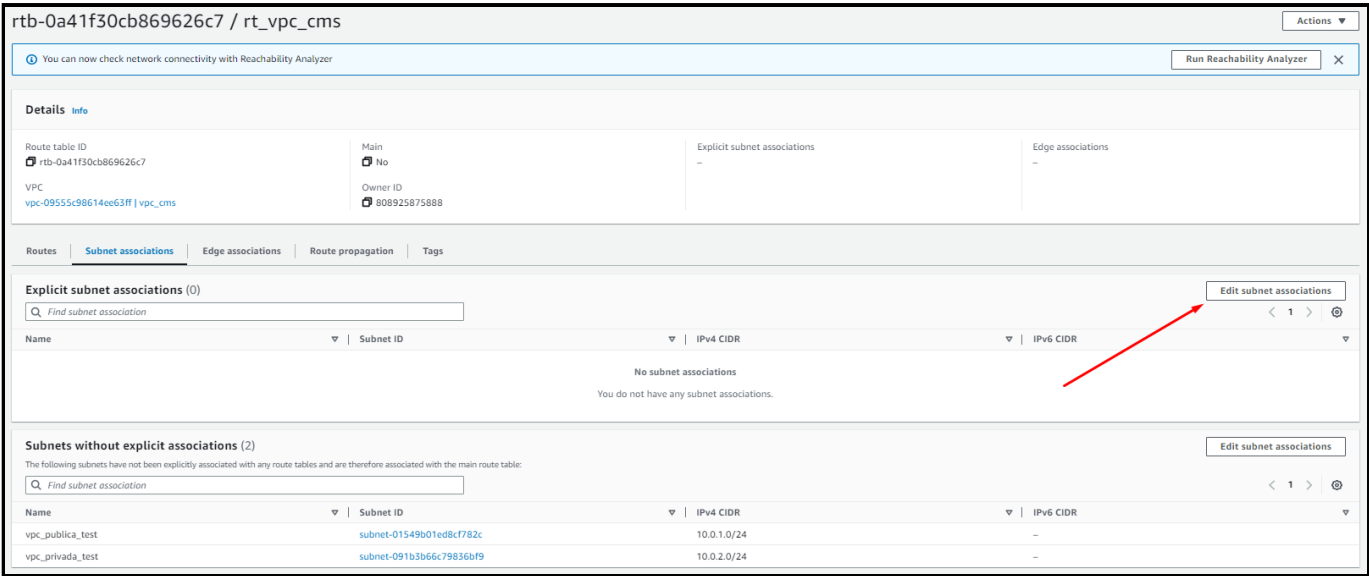 rtb-0a41f30cb869626c7 / rt_vpc_cms
Actions
You can now check network connectivity with Reachability Analyzer
Run Reachability Analyzer
Details Info
Route table ID
rtb-0a41f30cb869626c7
Main
No
Explicit subnet associations
–
Edge associations
–
VPC
vpc-09555c98614ee63ff | vpc_cms
Owner ID
808925875888
Routes Subnet associations Edge associations Route propagation Tags
Explicit subnet associations (0)
Edit subnet associations
Find subnet association
1
Name Subnet ID IPv4 CIDR IPv6 CIDR
No subnet associations
You do not have any subnet associations.
Subnets without explicit associations (2)
Edit subnet associations
The following subnets have not been explicitly associated with any route tables and are therefore associated with the main route table:
Find subnet association
1
Name Subnet ID IPv4 CIDR IPv6 CIDR
vpc_publica_test subnet-01549b01ed8cf782c 10.0.1.0/24 –
vpc_privada_test subnet-091b3b66c79836bf9 10.0.2.0/24 –